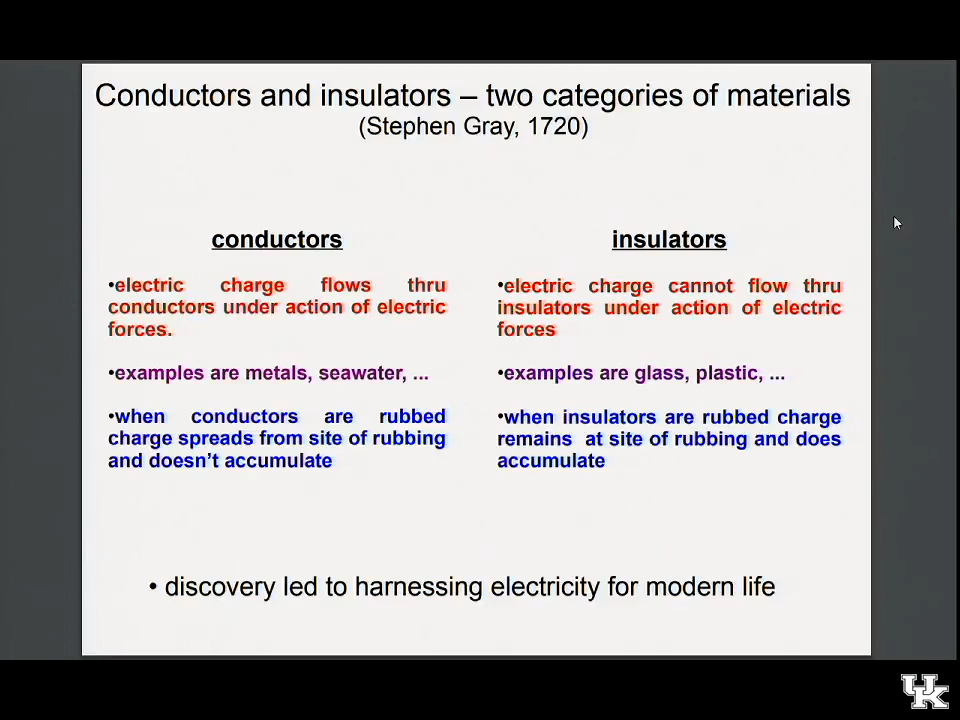 Conductors and insulators – two categories of materials
(Stephen Gray, 1720)
conductors
•electric charge flows thru
conductors under action of electric
forces.
•examples are metals, seawater, ...
•when conductors are rubbed
charge spreads from site of rubbing
and doesn't accumulate
insulators
•electric charge cannot flow thru
insulators under action of electric
forces
•examples are glass, plastic, ...
•when insulators are rubbed charge
remains at site of rubbing and does
accumulate
• discovery led to harnessing electricity for modern life
UK